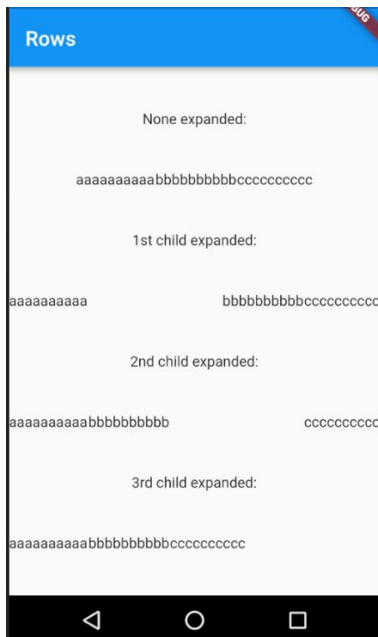 Rows
None expanded:
aaaaaaaaaabbbbbbbbbbcccccccccc
1st child expanded:
aaaaaaaaaa bbbbbbbbbbcccccccccc
2nd child expanded:
aaaaaaaaaabbbbbbbbbb cccccccccc
3rd child expanded:
aaaaaaaaaabbbbbbbbbbcccccccccc